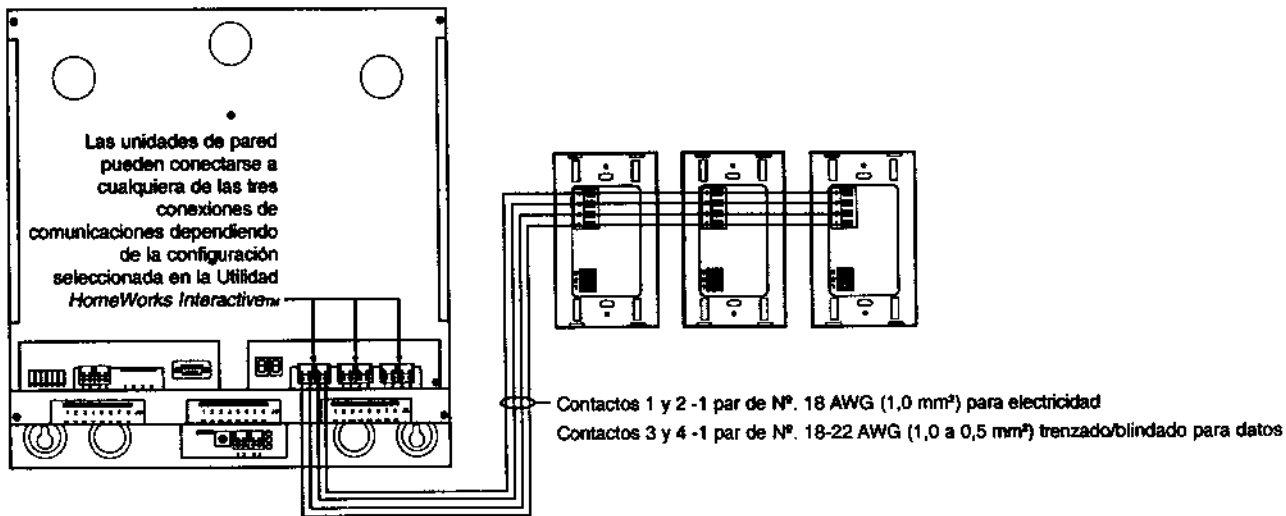 Las unidades de pared
pueden conectarse a
cualquiera de las tres
conexiones de
comunicaciones dependiendo
de la configuración
seleccionada en la Utilidad
HomeWorks Interactive™
Contactos 1 y 2 -1 par de Nº. 18 AWG (1,0 mm²) para electricidad
Contactos 3 y 4 -1 par de Nº. 18-22 AWG (1,0 a 0,5 mm²) trenzado/blindado para datos